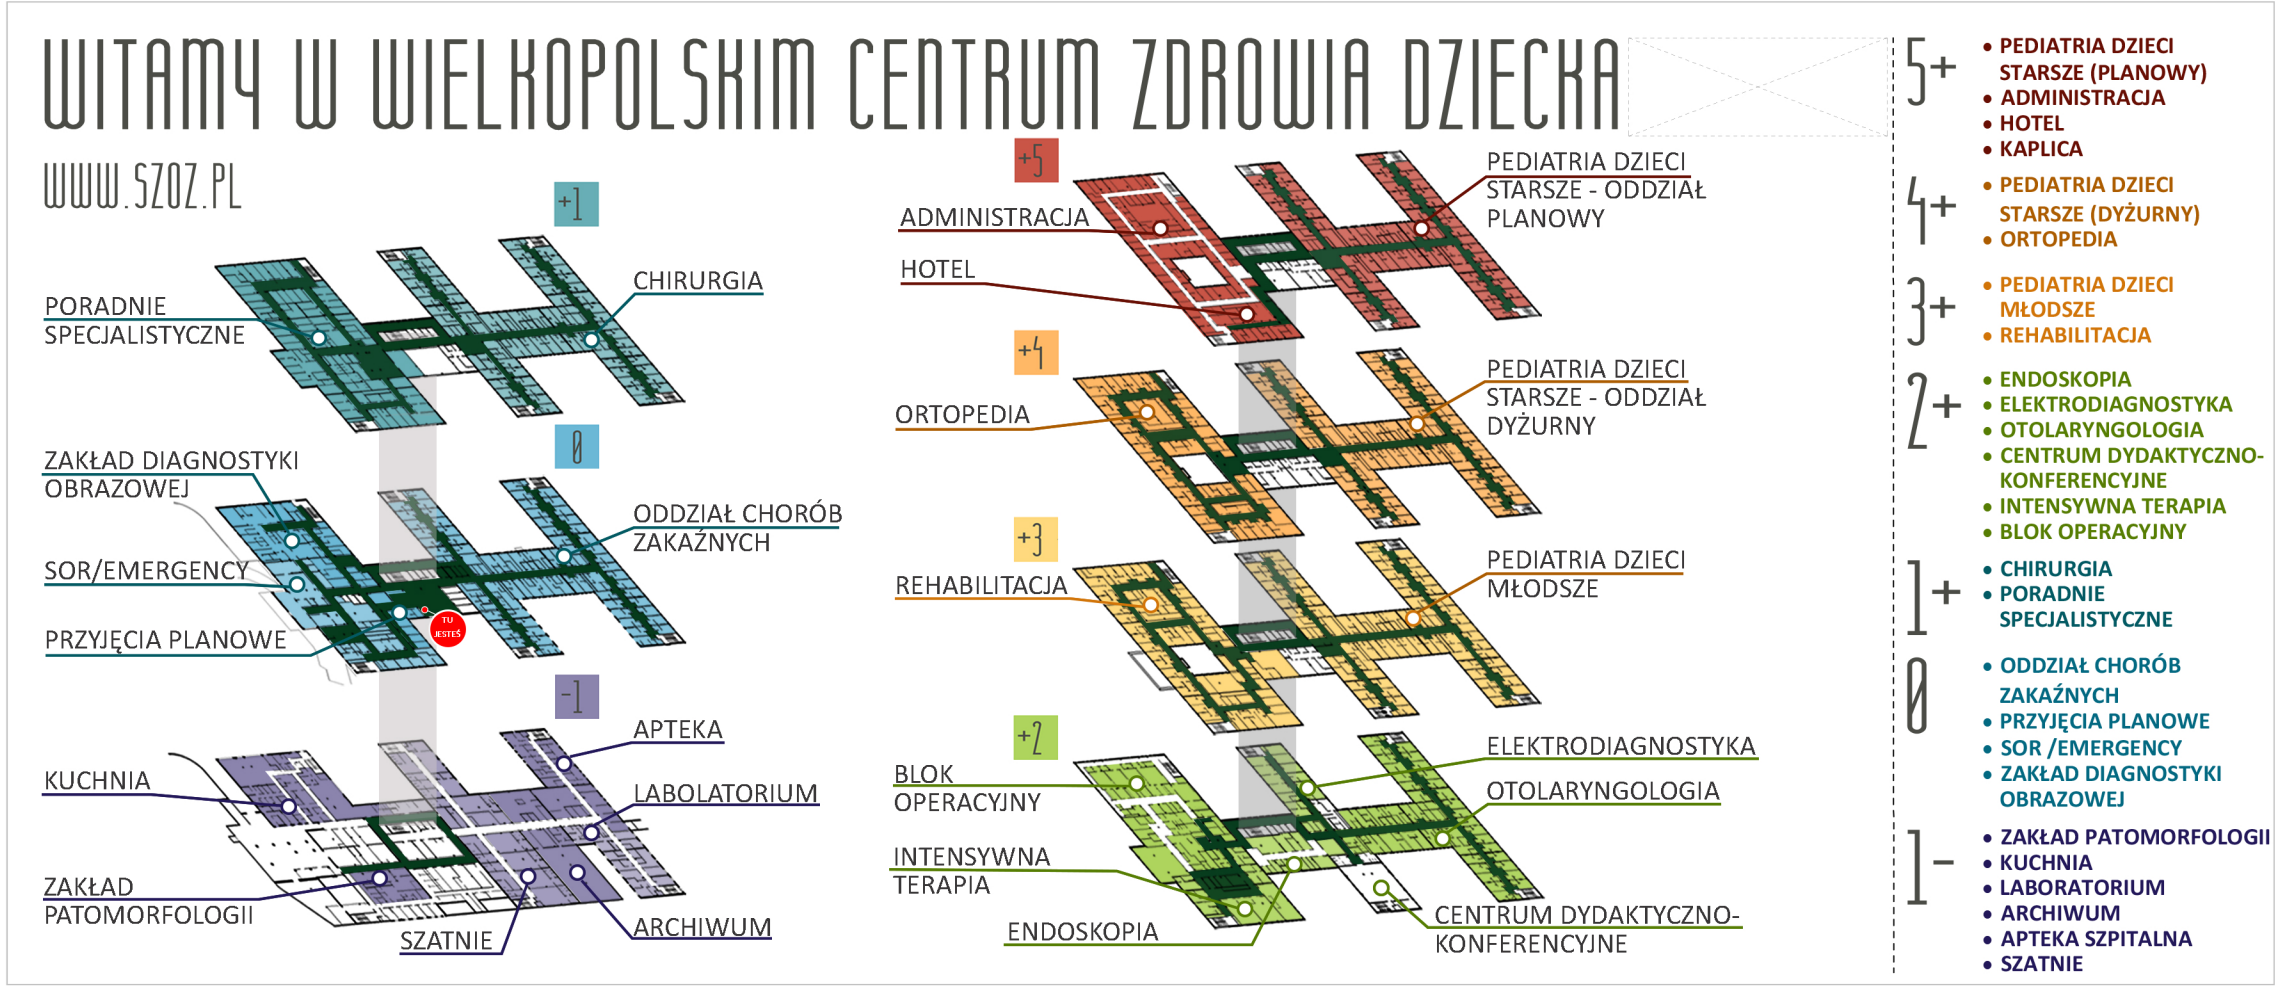 WITAMY W WIELKOPOLSKIM CENTRUM ZDROWIA DZIECKA
WWW.SZOZ.PL
+1
PORADNIE
SPECJALISTYCZNE
CHIRURGIA
0
ZAKŁAD DIAGNOSTYKI
OBRAZOWEJ
SOR/EMERGENCY
PRZYJĘCIA PLANOWE
ODDZIAŁ CHORÓB
ZAKAŹNYCH
TU
JESTEŚ
-1
KUCHNIA
ZAKŁAD
PATOMORFOLOGII
SZATNIE
APTEKA
LABOLATORIUM
ARCHIWUM
+5
ADMINISTRACJA
HOTEL
PEDIATRIA DZIECI
STARSZE - ODDZIAŁ
PLANOWY
+4
ORTOPEDIA
PEDIATRIA DZIECI
STARSZE - ODDZIAŁ
DYŻURNY
+3
REHABILITACJA
PEDIATRIA DZIECI
MŁODSZE
+2
BLOK
OPERACYJNY
INTENSYWNA
TERAPIA
ENDOSKOPIA
ELEKTRODIAGNOSTYKA
OTOLARYNGOLOGIA
CENTRUM DYDAKTYCZNO-
KONFERENCYJNE
5+
• PEDIATRIA DZIECI
STARSZE (PLANOWY)
• ADMINISTRACJA
• HOTEL
• KAPLICA
4+
• PEDIATRIA DZIECI
STARSZE (DYŻURNY)
• ORTOPEDIA
3+
• PEDIATRIA DZIECI
MŁODSZE
• REHABILITACJA
2+
• ENDOSKOPIA
• ELEKTRODIAGNOSTYKA
• OTOLARYNGOLOGIA
• CENTRUM DYDAKTYCZNO-
KONFERENCYJNE
• INTENSYWNA TERAPIA
• BLOK OPERACYJNY
1+
• CHIRURGIA
• PORADNIE
SPECJALISTYCZNE
0
• ODDZIAŁ CHORÓB
ZAKAŹNYCH
• PRZYJĘCIA PLANOWE
• SOR /EMERGENCY
• ZAKŁAD DIAGNOSTYKI
OBRAZOWEJ
1-
• ZAKŁAD PATOMORFOLOGII
• KUCHNIA
• LABORATORIUM
• ARCHIWUM
• APTEKA SZPITALNA
• SZATNIE